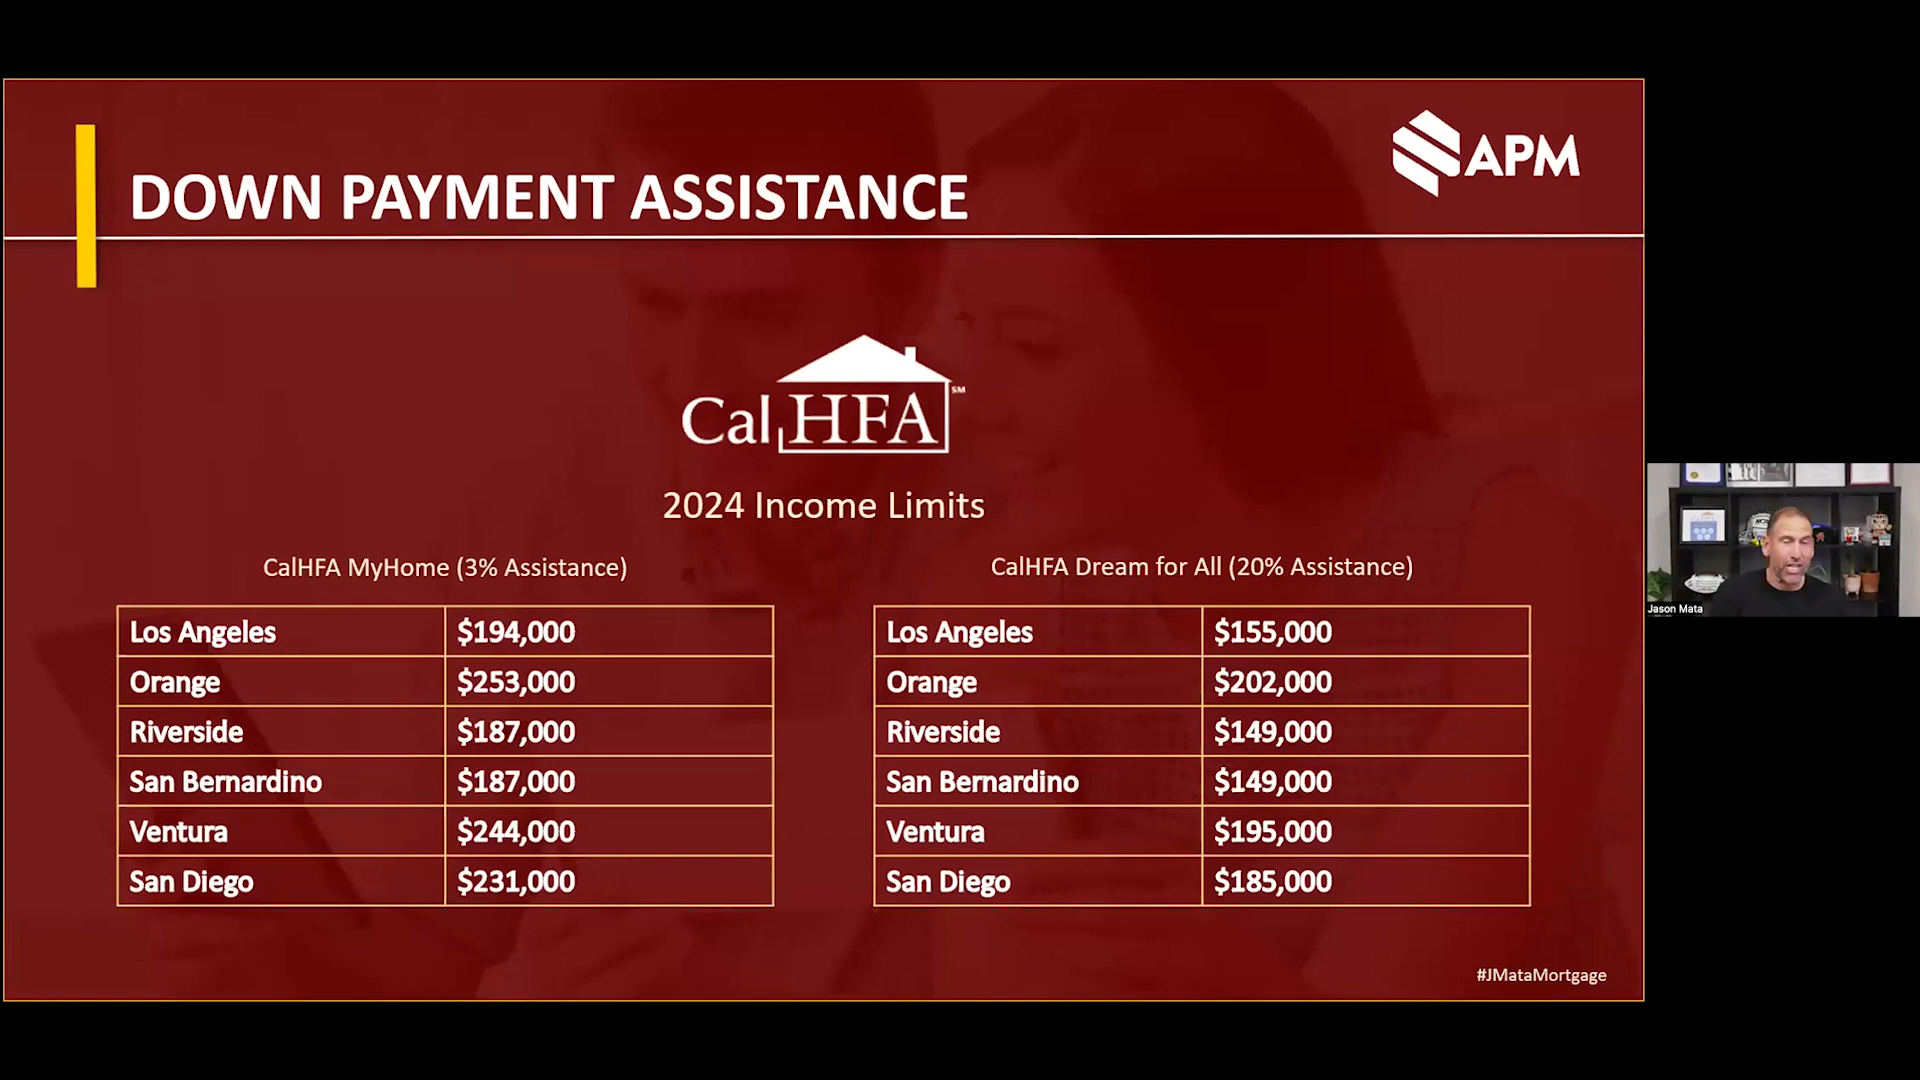 APM
DOWN PAYMENT ASSISTANCE
CalHFA SM
2024 Income Limits
CalHFA MyHome (3% Assistance)
Los Angeles $194,000
Orange $253,000
Riverside $187,000
San Bernardino $187,000
Ventura $244,000
San Diego $231,000
CalHFA Dream for All (20% Assistance)
Los Angeles $155,000
Orange $202,000
Riverside $149,000
San Bernardino $149,000
Ventura $195,000
San Diego $185,000
#JMataMortgage
Jason Mata